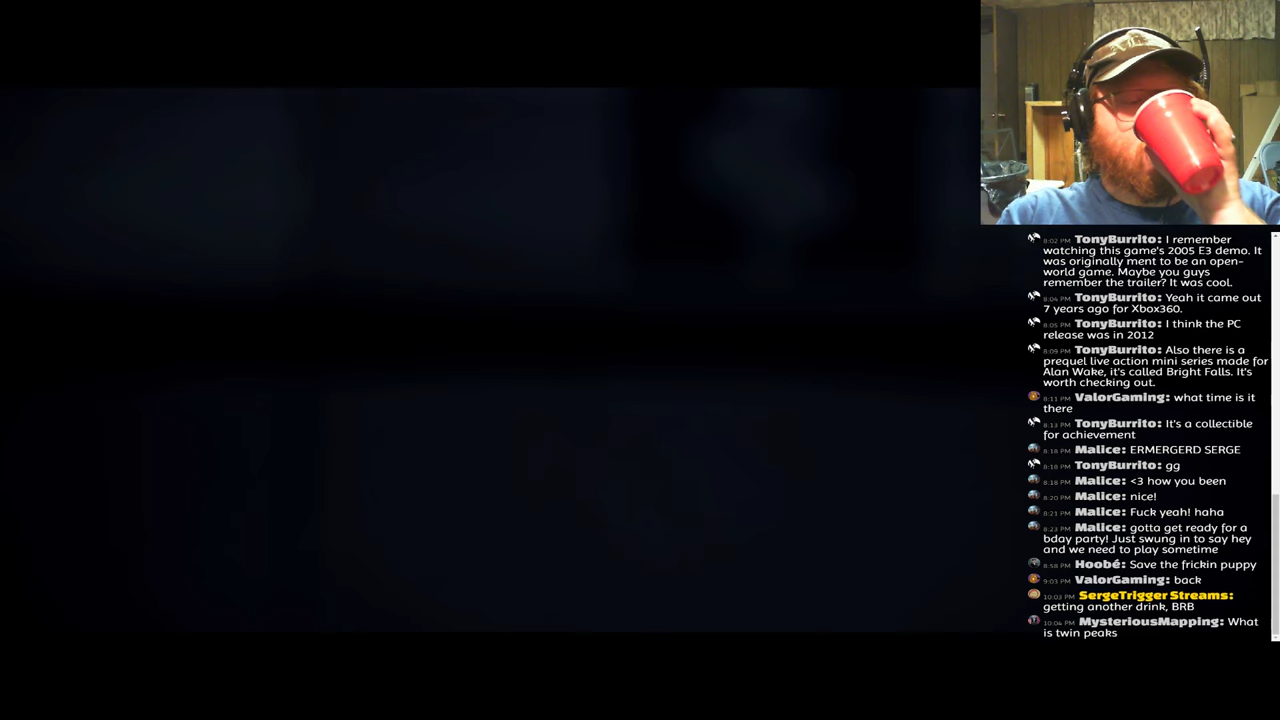 8:02 PM TonyBurrito: I remember
watching this game's 2005 E3 demo. It
was originally ment to be an open-
world game. Maybe you guys
remember the trailer? It was cool.
8:04 PM TonyBurrito: Yeah it came out
7 years ago for Xbox360.
8:05 PM TonyBurrito: I think the PC
release was in 2012
8:09 PM TonyBurrito: Also there is a
prequel live action mini series made for
Alan Wake, it's called Bright Falls. It's
worth checking out.
8:11 PM ValorGaming: what time is it
there
8:13 PM TonyBurrito: It's a collectible
for achievement
8:18 PM Malice: ERMERGERD SERGE
8:18 PM TonyBurrito: gg
8:18 PM Malice: <3 how you been
8:20 PM Malice: nice!
8:21 PM Malice: Fuck yeah! haha
8:23 PM Malice: gotta get ready for a
bday party! Just swung in to say hey
and we need to play sometime
8:58 PM Hoobé: Save the frickin puppy
9:03 PM ValorGaming: back
10:03 PM SergeTrigger Streams:
getting another drink, BRB
10:04 PM MysteriousMapping: What
is twin peaks